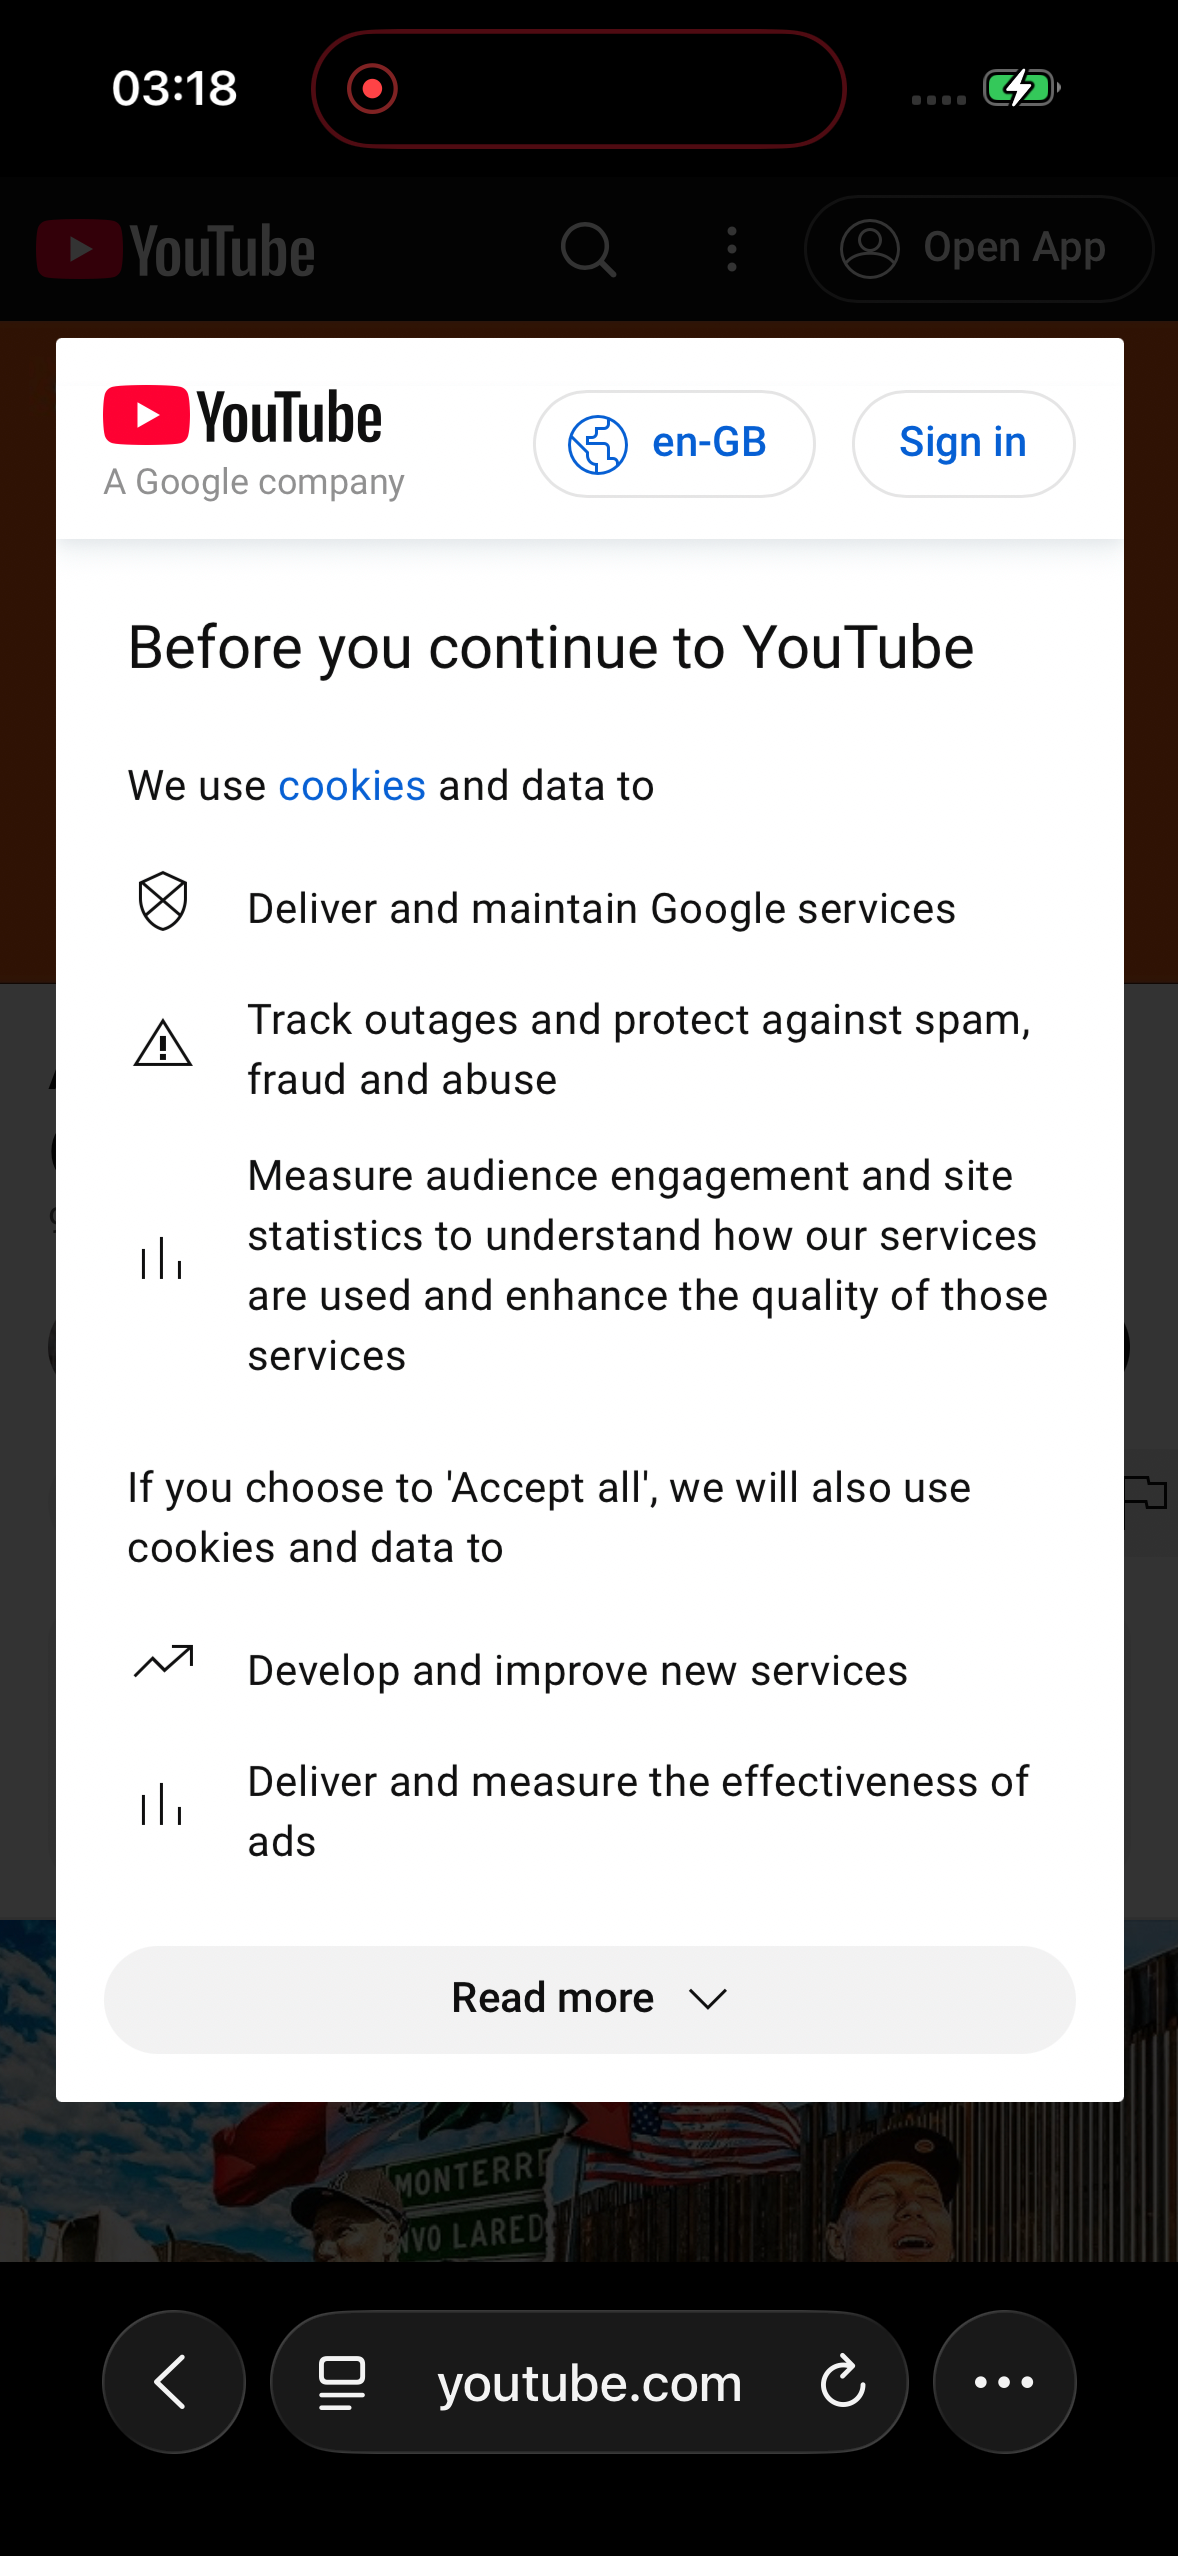 03:18
YouTube
Open App
YouTube
A Google company
en-GB
Sign in
Before you continue to YouTube
We use cookies and data to
Deliver and maintain Google services
Track outages and protect against spam,
fraud and abuse
Measure audience engagement and site
statistics to understand how our services
are used and enhance the quality of those
services
If you choose to 'Accept all', we will also use
cookies and data to
Develop and improve new services
Deliver and measure the effectiveness of
ads
Read more
MONTERRE
NVO LARED
youtube.com